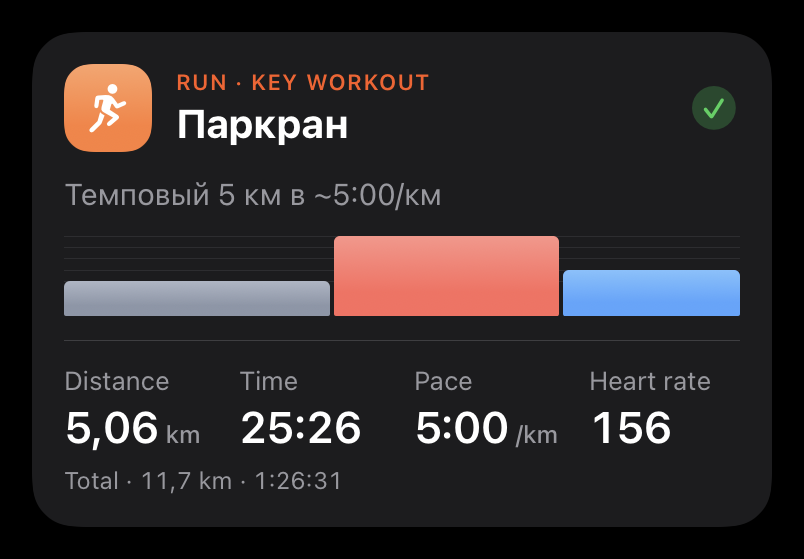 RUN · KEY WORKOUT
Паркран
Темповый 5 км в ~5:00/км
Distance Time Pace Heart rate
5,06 km 25:26 5:00 /km 156
Total · 11,7 km · 1:26:31